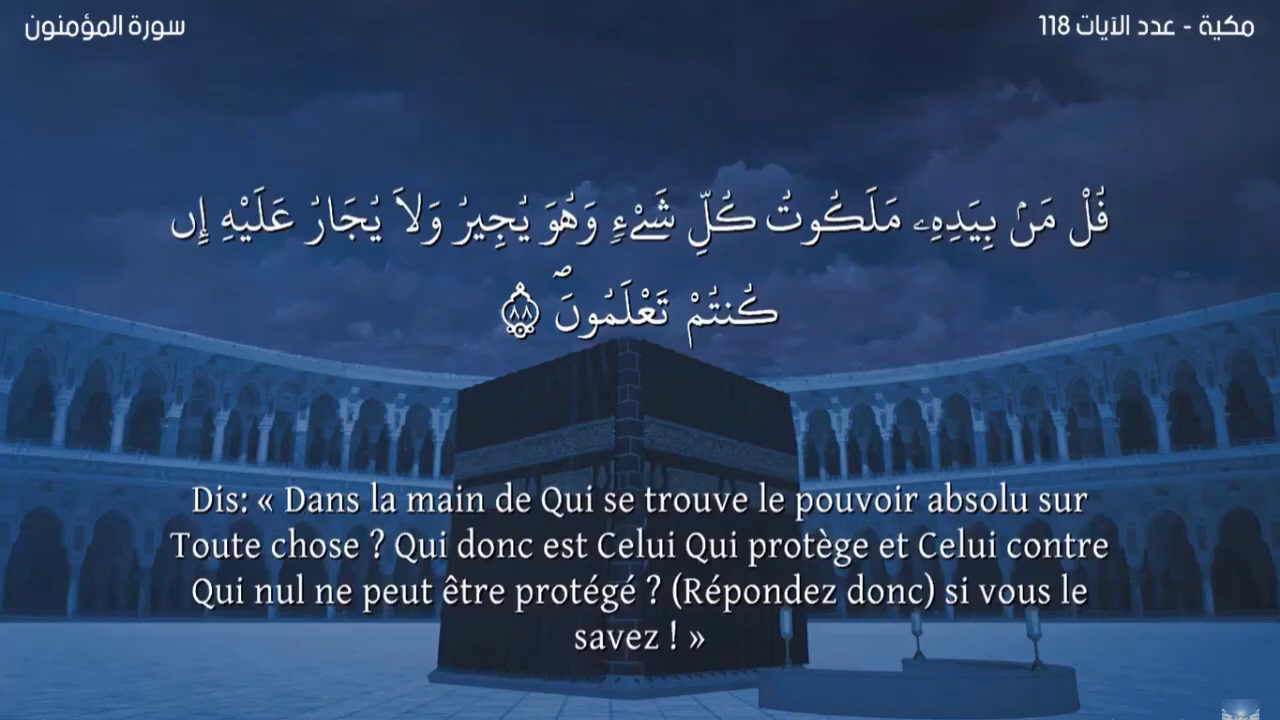 سورة المؤمنون
مكية - عدد الآيات 118
قُلْ مَنۢ بِيَدِهِۦ مَلَكُوتُ كُلِّ شَےْءٖ وَهُوَ يُجِيرُ وَلَا يُجَارُ عَلَيْهِ إِن
كُنتُمْ تَعْلَمُونَۖ ۝٨٨
Dis: « Dans la main de Qui se trouve le pouvoir absolu sur
Toute chose ? Qui donc est Celui Qui protège et Celui contre
Qui nul ne peut être protégé ? (Répondez donc) si vous le
savez ! »